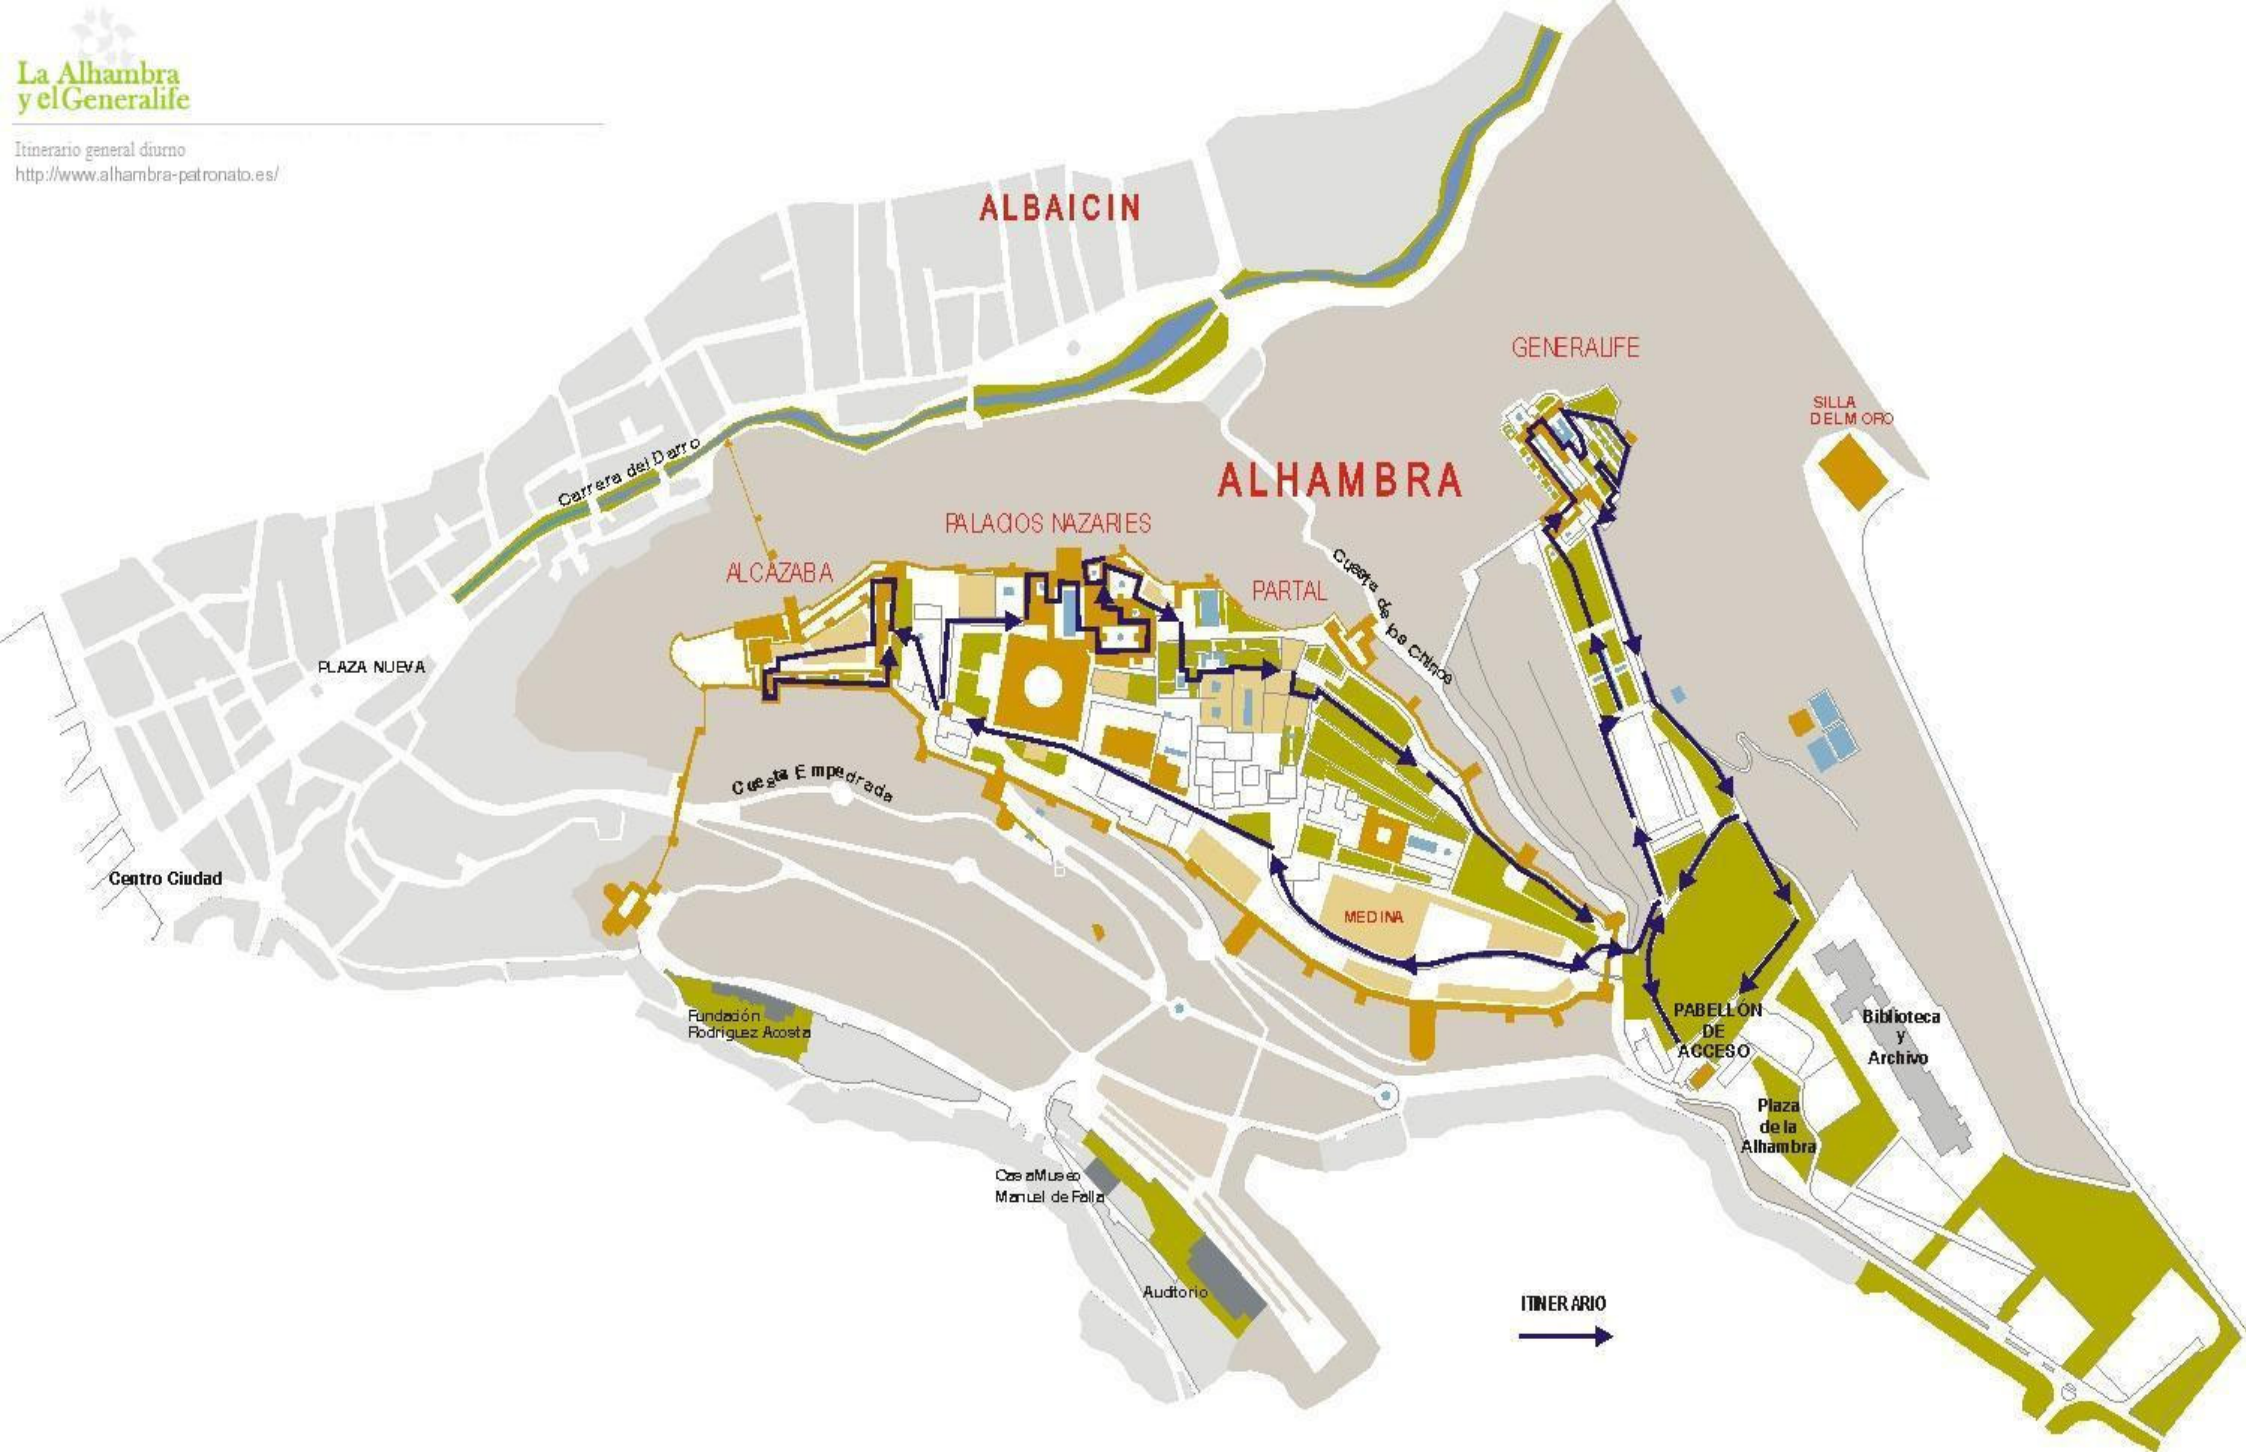 La Alhambra
y el Generalife
Itinerario general diurno
http://www.alhambra-patronato.es/
ALBAICIN
GENERALIFE
SILLA
DEL MORO
Carrera del Darro
ALHAMBRA
PALACIOS NAZARIES
ALCAZABA
PARTAL
Cuesta de los Chinos
PLAZA NUEVA
Cuesta Empedrada
Centro Ciudad
MEDINA
Fundación
Rodriguez Acosta
PABELLÓN
DE
ACCESO
Biblioteca
y
Archivo
Plaza
de la
Alhambra
Casa Museo
Manuel de Falla
Auditorio
ITINERARIO